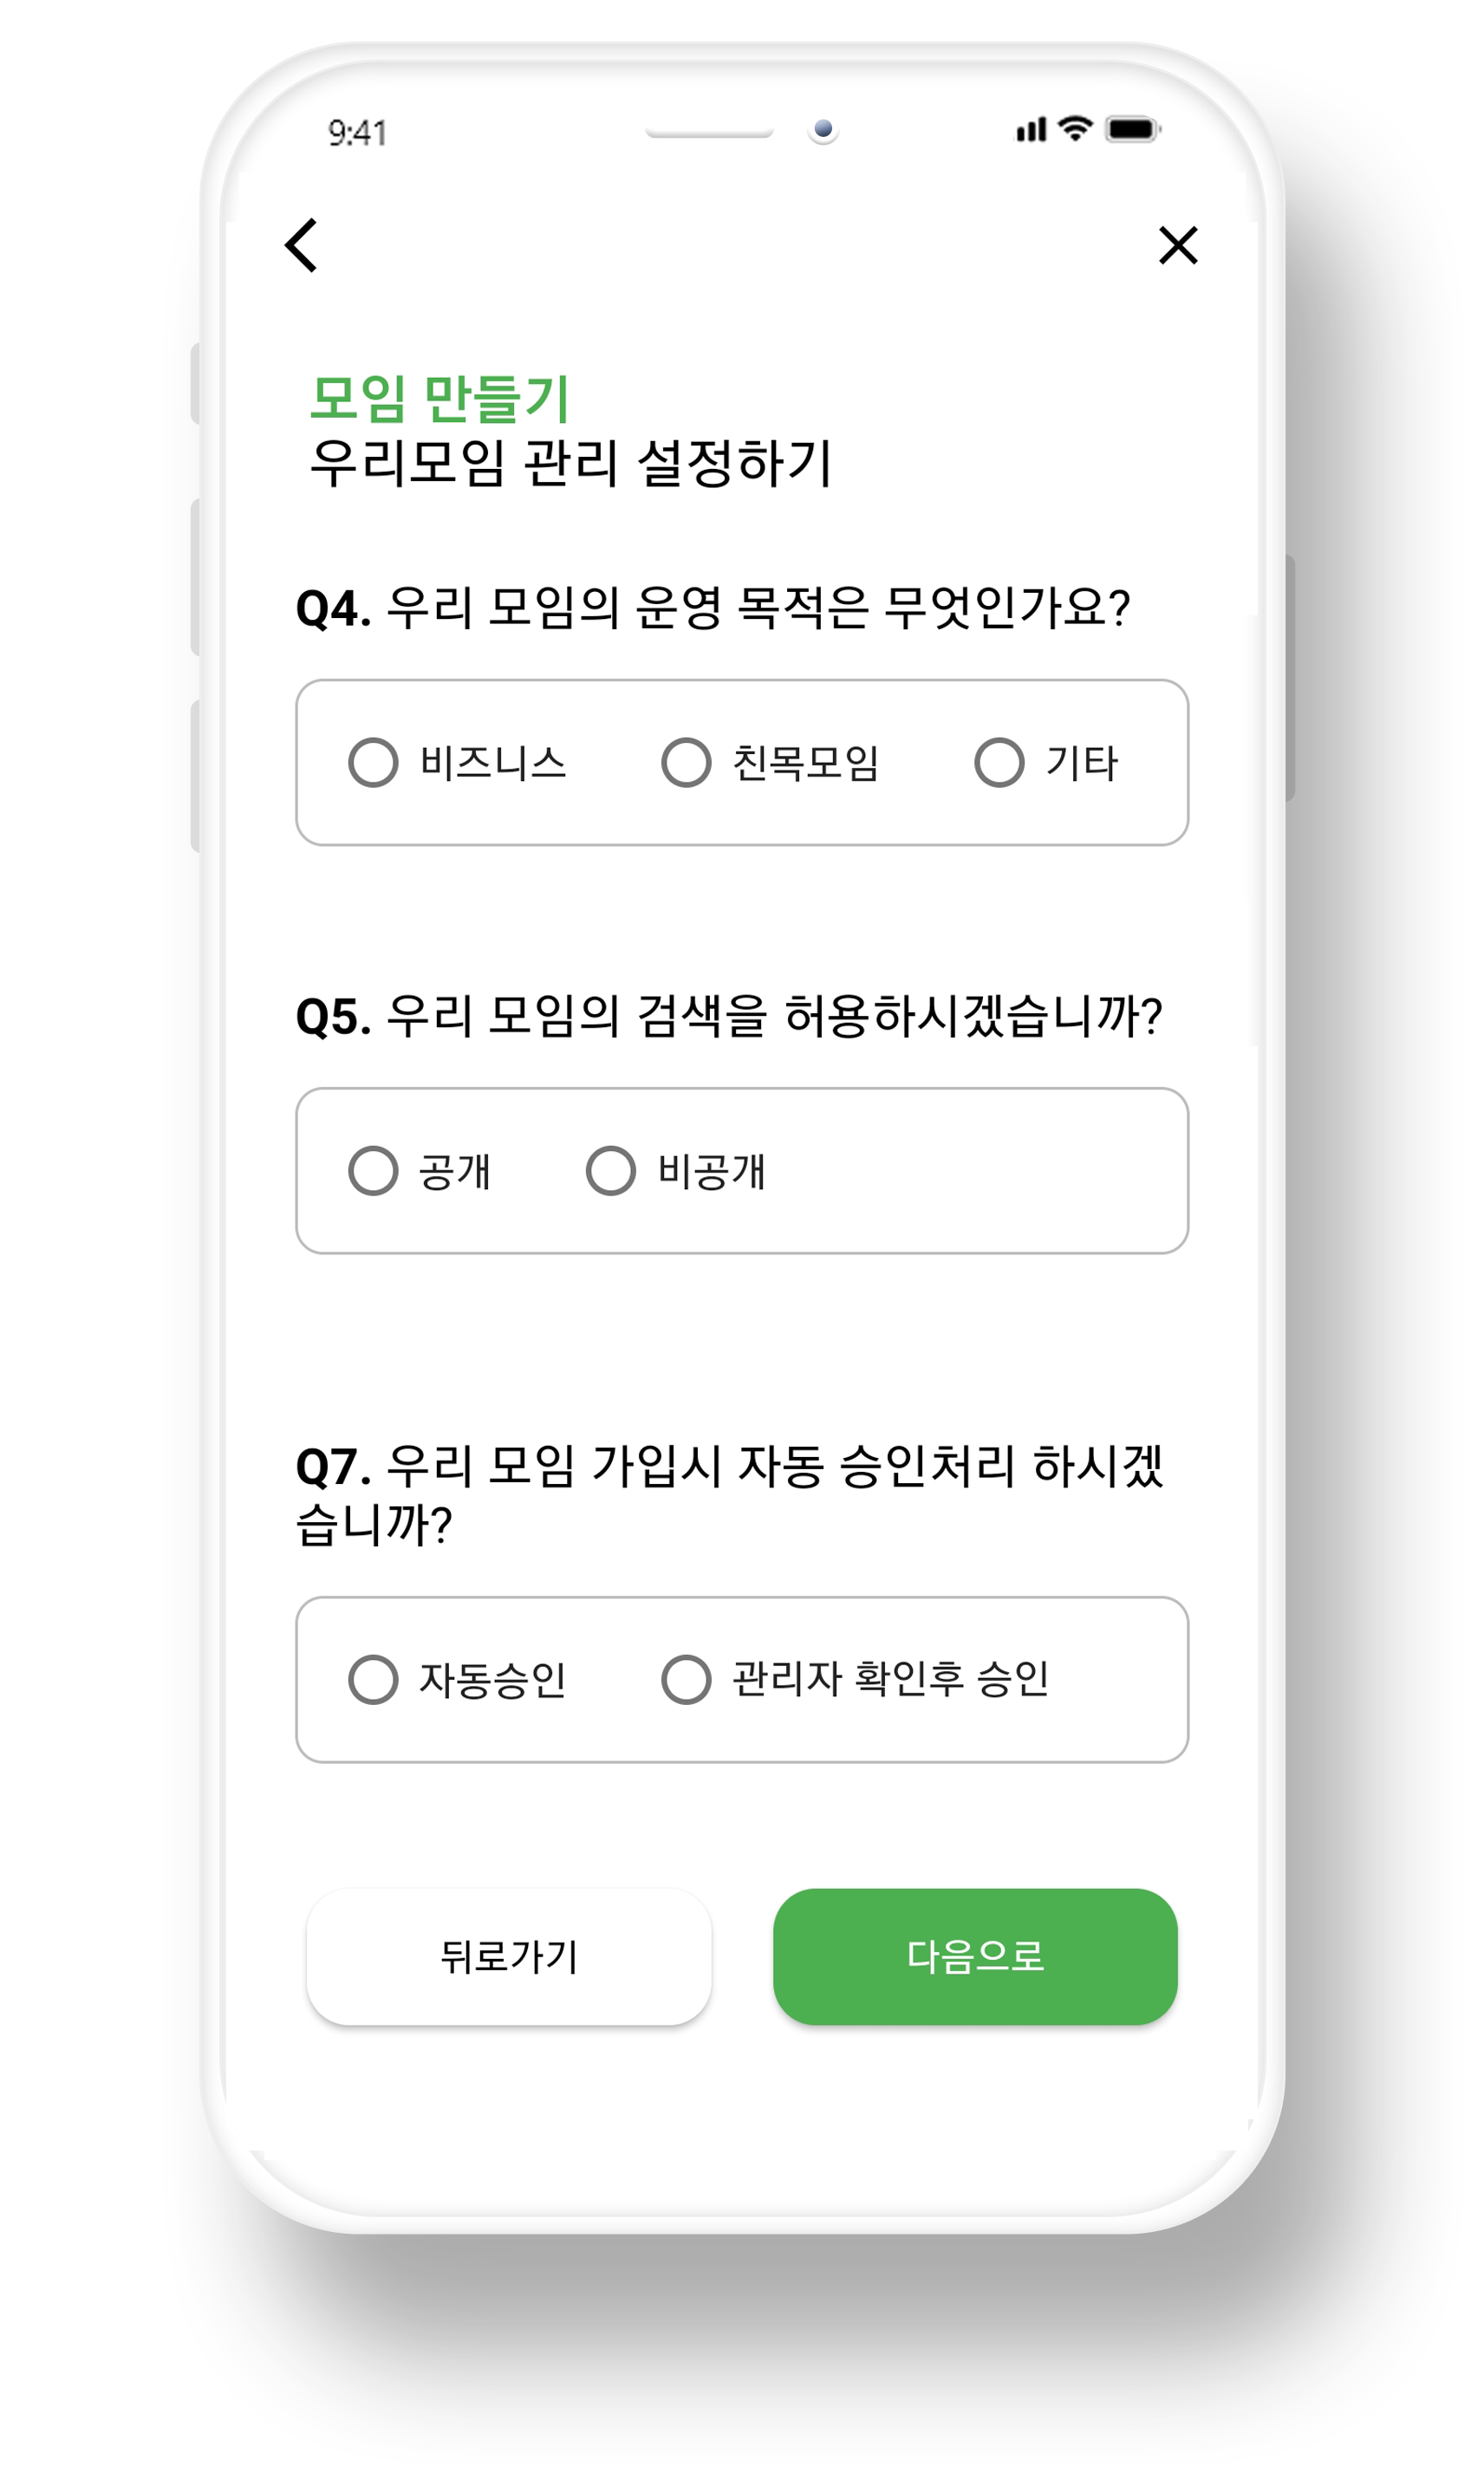 9:41
모임 만들기
우리모임 관리 설정하기
Q4. 우리 모임의 운영 목적은 무엇인가요?
비즈니스 친목모임 기타
Q5. 우리 모임의 검색을 허용하시겠습니까?
공개 비공개
Q7. 우리 모임 가입시 자동 승인처리 하시겠
습니까?
자동승인 관리자 확인후 승인
뒤로가기 다음으로